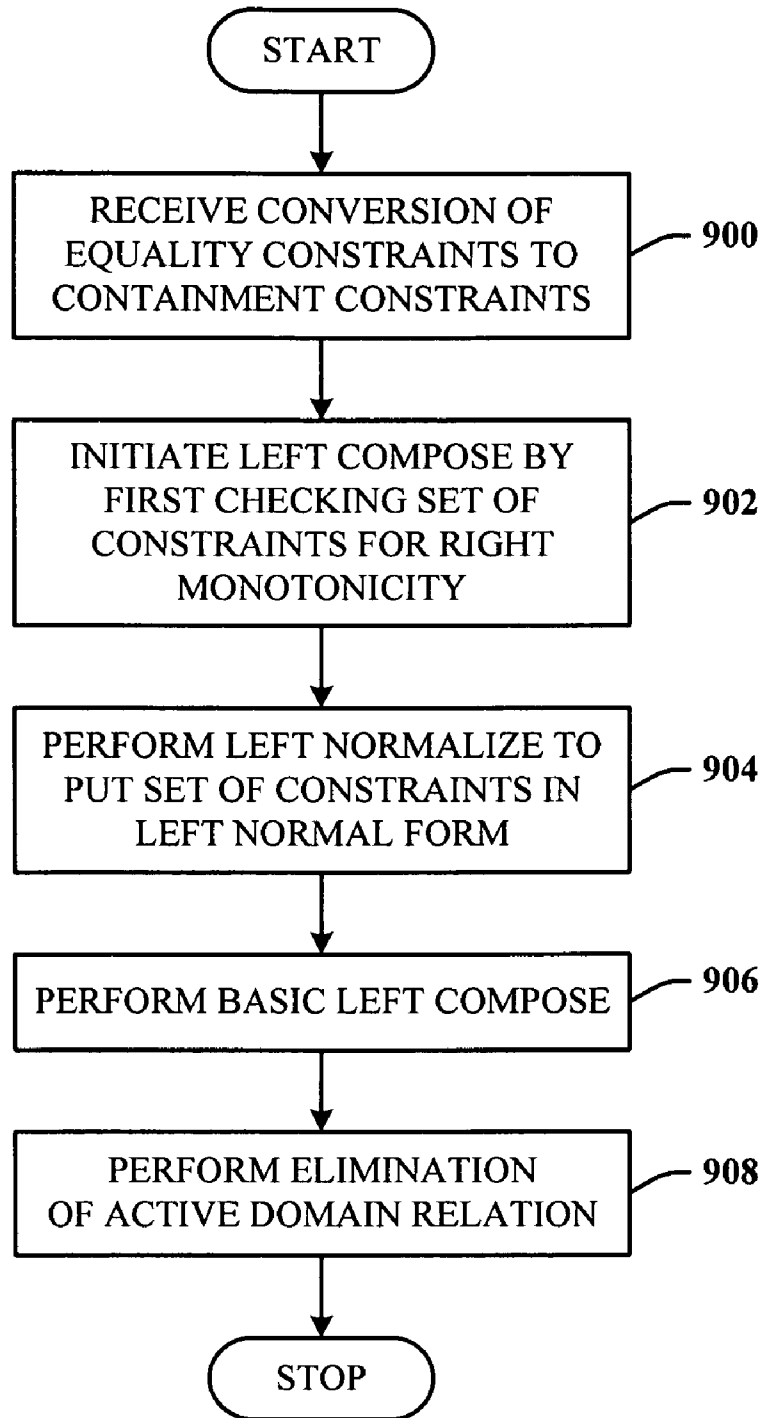 START
RECEIVE CONVERSION OF
EQUALITY CONSTRAINTS TO
CONTAINMENT CONSTRAINTS
900
INITIATE LEFT COMPOSE BY
FIRST CHECKING SET OF
CONSTRAINTS FOR RIGHT
MONOTONICITY
902
PERFORM LEFT NORMALIZE TO
PUT SET OF CONSTRAINTS IN
LEFT NORMAL FORM
904
PERFORM BASIC LEFT COMPOSE
906
PERFORM ELIMINATION
OF ACTIVE DOMAIN RELATION
908
STOP